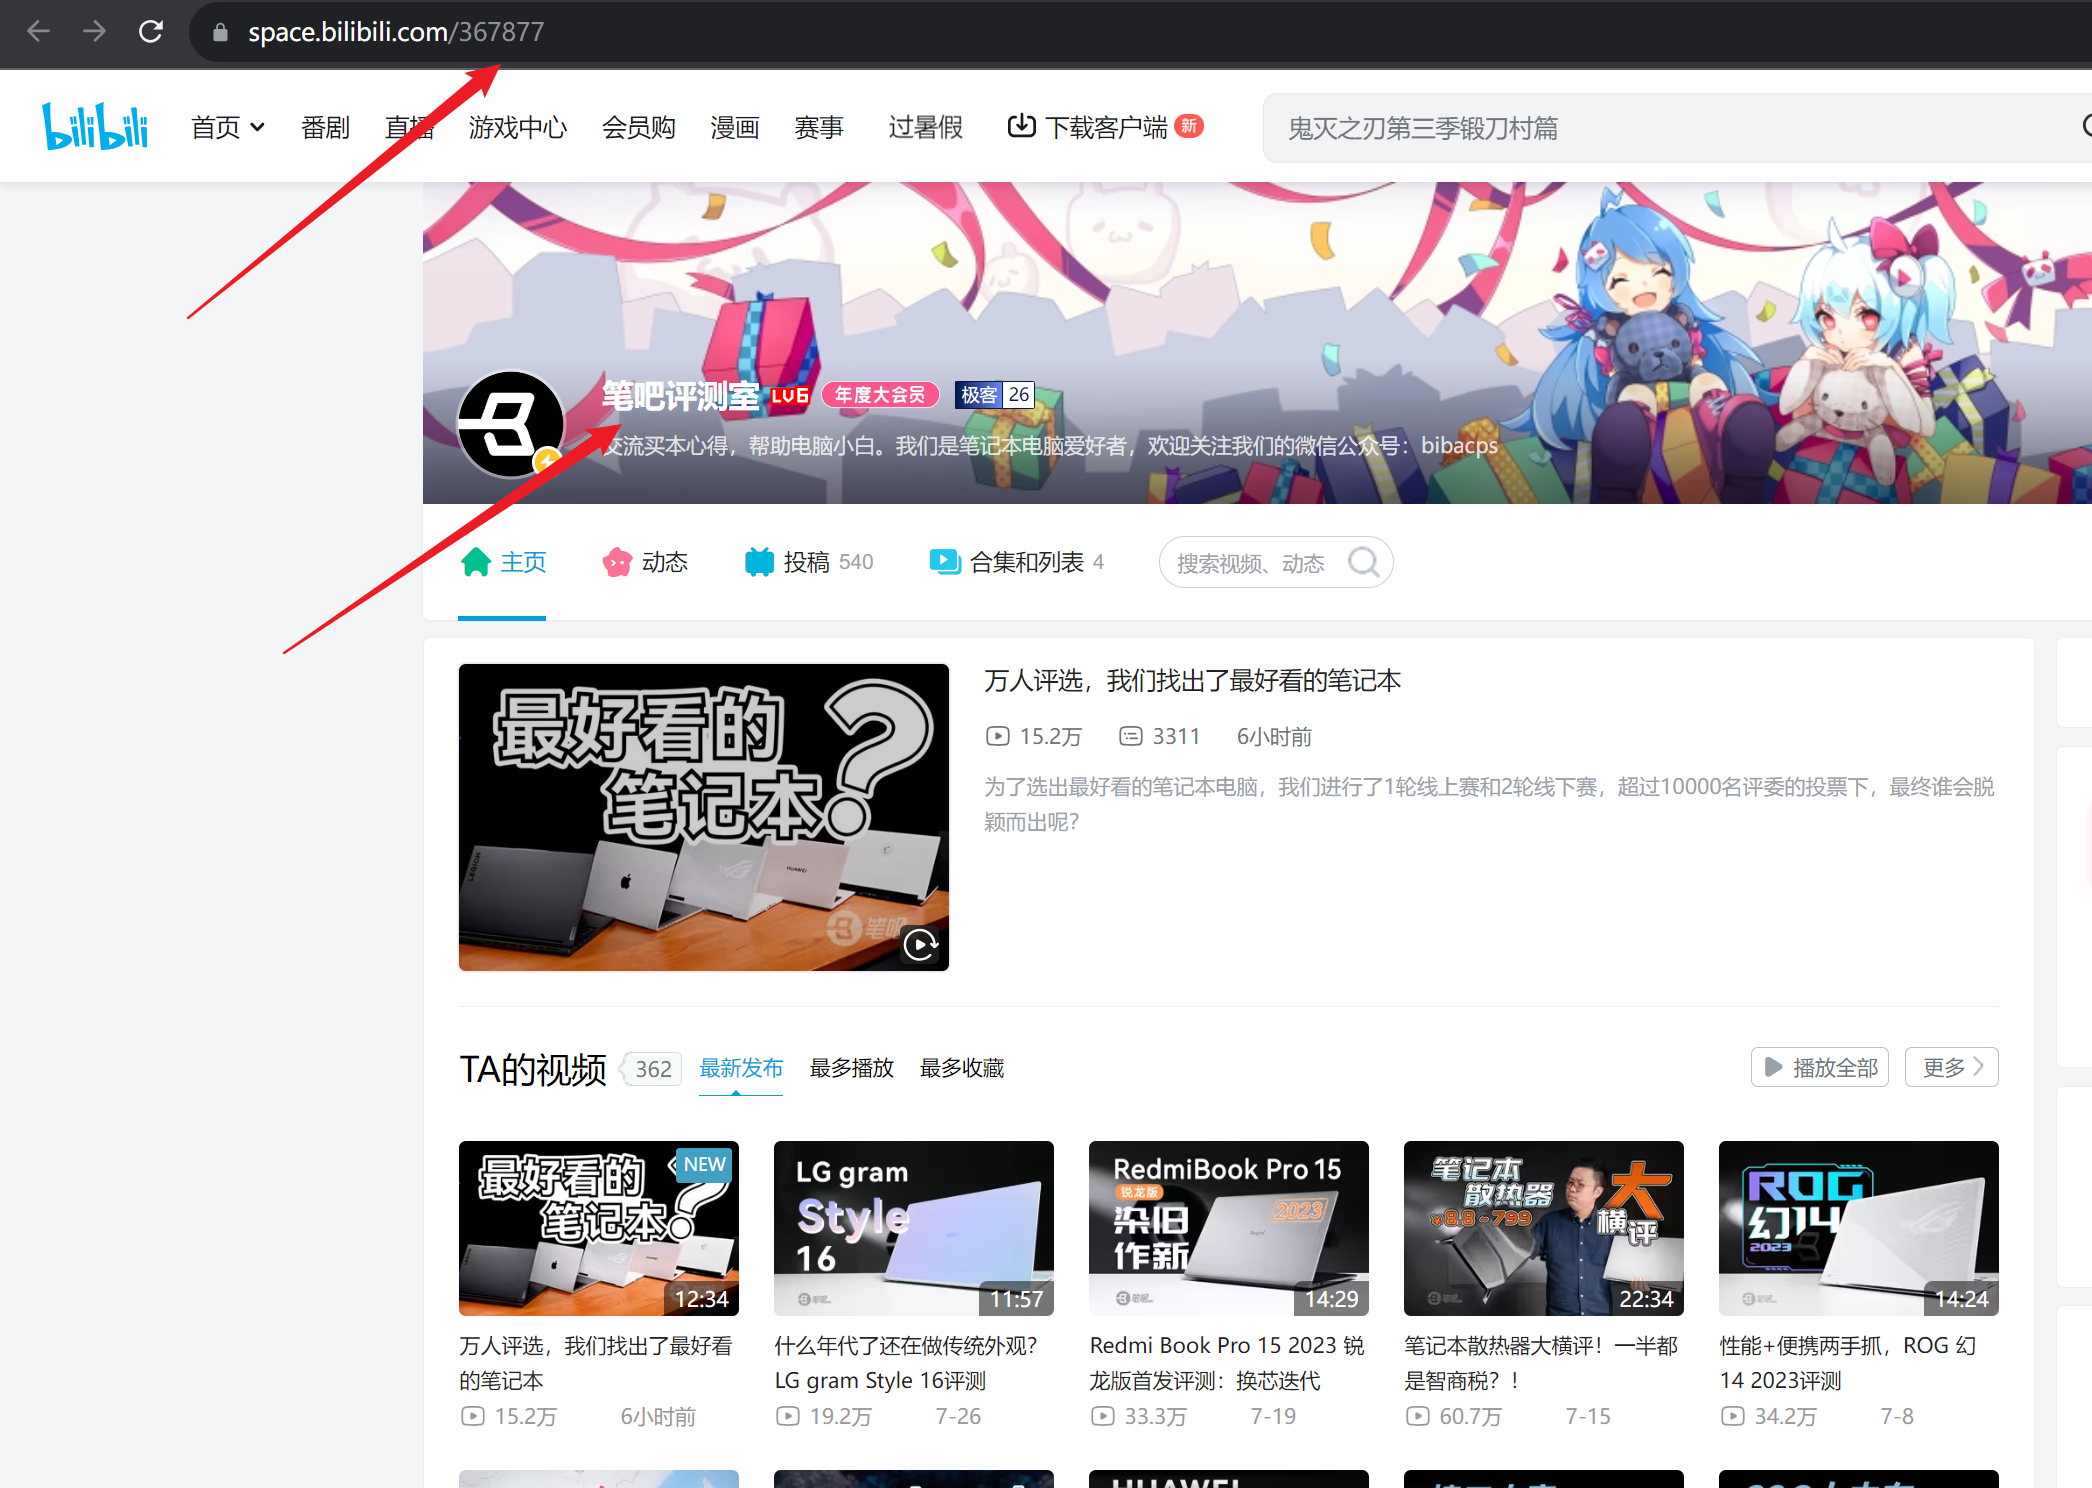 space.bilibili.com/367877
bilibili 首页 番剧 直播 游戏中心 会员购 漫画 赛事 过暑假 下载客户端 新 鬼灭之刃第三季锻刀村篇
笔吧评测室 LV6 年度大会员 极客 26
交流买本心得，帮助电脑小白。我们是笔记本电脑爱好者，欢迎关注我们的微信公众号：bibacps
主页 动态 投稿 540 合集和列表 4 搜索视频、动态
最好看的
笔记本?
LEGION
HUAWEI
笔吧
万人评选，我们找出了最好看的笔记本
15.2万 3311 6小时前
为了选出最好看的笔记本电脑，我们进行了1轮线上赛和2轮线下赛，超过10000名评委的投票下，最终谁会脱
颖而出呢？
TA的视频 362 最新发布 最多播放 最多收藏 播放全部 更多
最好看的
笔记本?
NEW
12:34
LG gram
Style
16
11:57
RedmiBook Pro 15
锐龙版
2023
染旧
作新
14:29
笔记本
散热器
¥8.8-799
大
横评
22:34
ROG
幻14
2023
14:24
万人评选，我们找出了最好看
的笔记本
15.2万 6小时前
什么年代了还在做传统外观？
LG gram Style 16评测
19.2万 7-26
Redmi Book Pro 15 2023 锐
龙版首发评测：换芯迭代
33.3万 7-19
笔记本散热器大横评！一半都
是智商税？！
60.7万 7-15
性能+便携两手抓，ROG 幻
14 2023评测
34.2万 7-8
HUAWEI